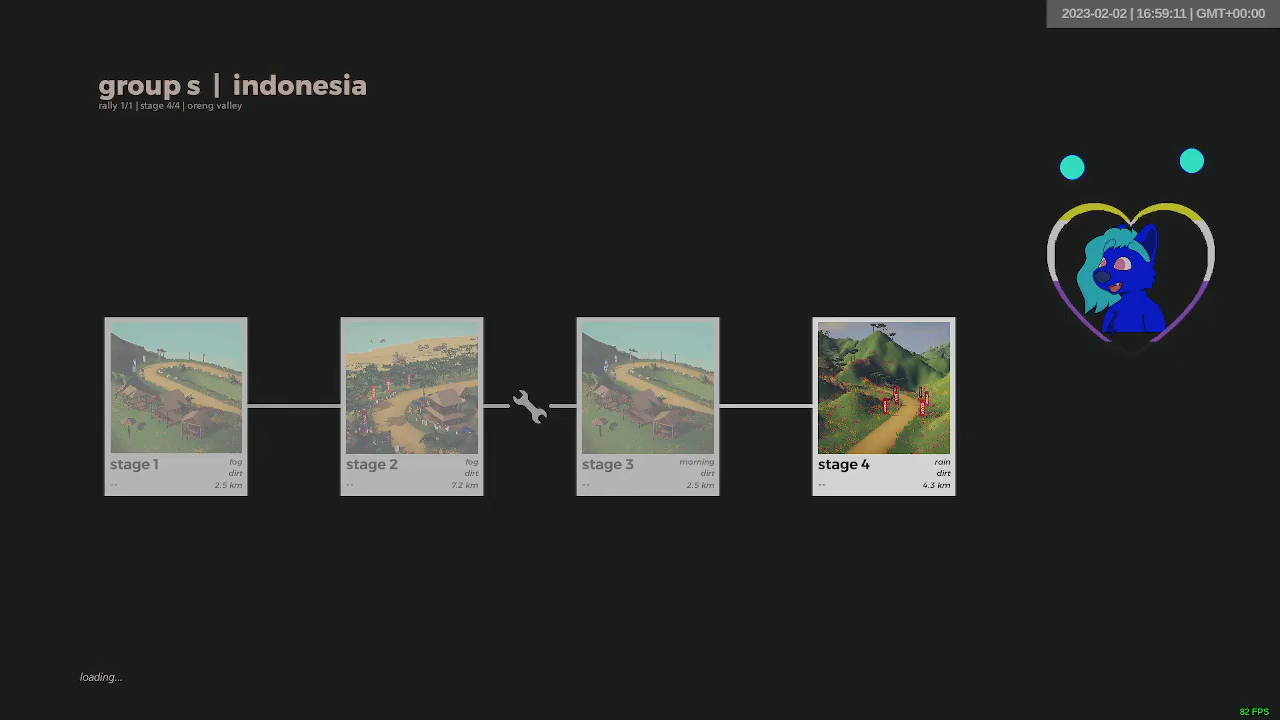 2023-02-02 | 16:59:11 | GMT+00:00
group s | indonesia
rally 1/1 | stage 4/4 | oreng valley
stage 1
fog
dirt
-- 2.5 km
stage 2
fog
dirt
-- 7.2 km
stage 3
morning
dirt
-- 2.5 km
stage 4
rain
dirt
-- 4.3 km
loading...
82 FPS